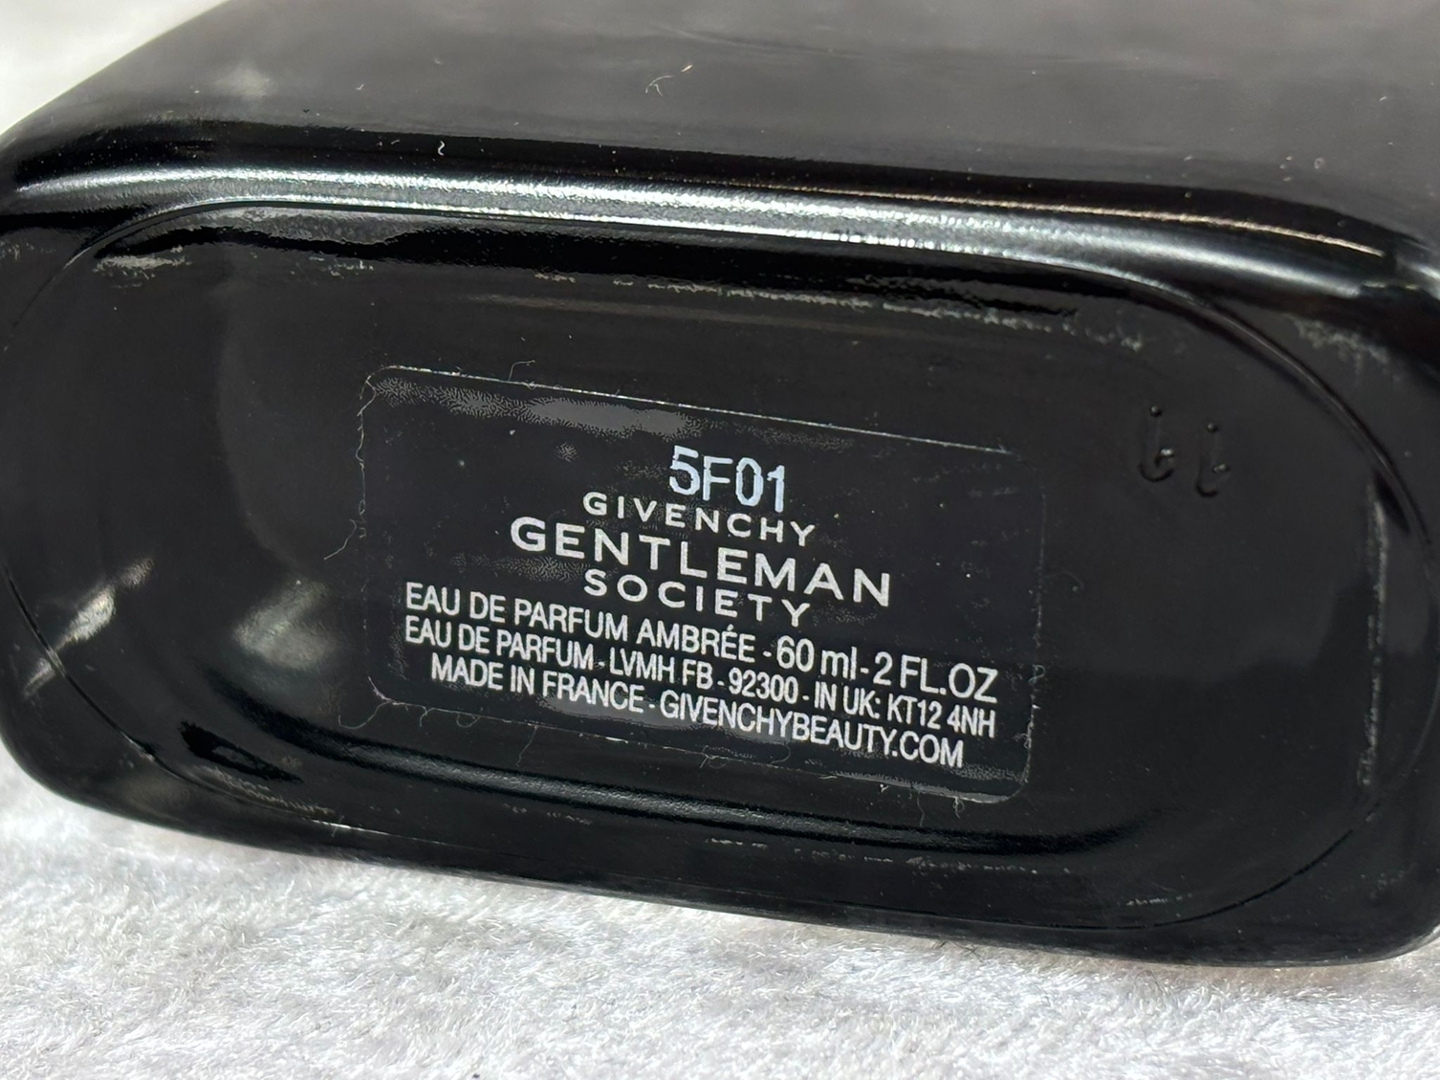 5F01
GIVENCHY
GENTLEMAN
SOCIETY
EAU DE PARFUM AMBRÉE - 60 ml - 2 FL.OZ
EAU DE PARFUM - LVMH FB - 92300 - IN UK: KT12 4NH
MADE IN FRANCE - GIVENCHYBEAUTY.COM